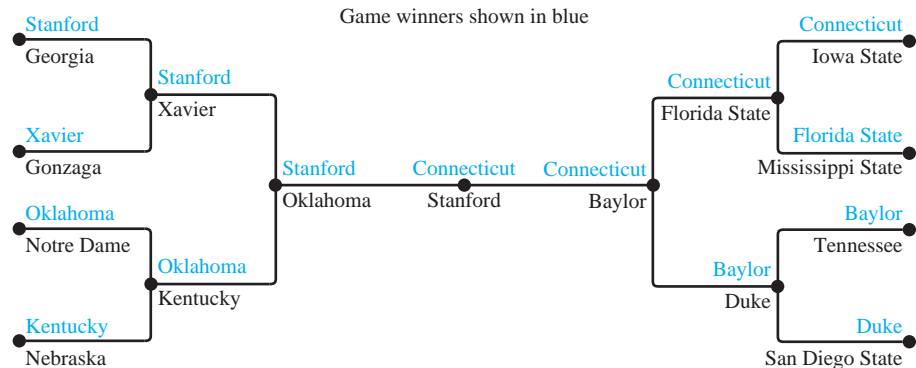 Game winners shown in blue
Stanford
Georgia
Stanford
Xavier
Xavier
Gonzaga
Stanford
Oklahoma
Oklahoma
Notre Dame
Oklahoma
Kentucky
Kentucky
Nebraska
Connecticut
Stanford
Connecticut
Baylor
Connecticut
Florida State
Connecticut
Iowa State
Florida State
Mississippi State
Baylor
Duke
Baylor
Tennessee
Duke
San Diego State